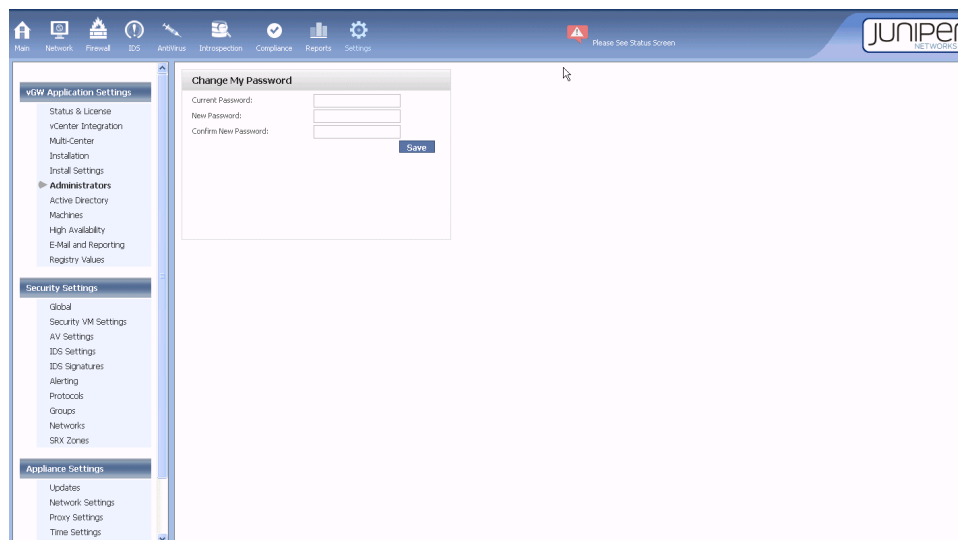 Main Network Firewall IDS AntiVirus Introspection Compliance Reports Settings
Please See Status Screen
JUNIPER
NETWORKS
vGW Application Settings
Status & License
vCenter Integration
Multi-Center
Installation
Install Settings
Administrators
Active Directory
Machines
High Availability
E-Mail and Reporting
Registry Values
Security Settings
Global
Security VM Settings
AV Settings
IDS Settings
IDS Signatures
Alerting
Protocols
Groups
Networks
SRX Zones
Appliance Settings
Updates
Network Settings
Proxy Settings
Time Settings
Change My Password
Current Password:
New Password:
Confirm New Password:
Save